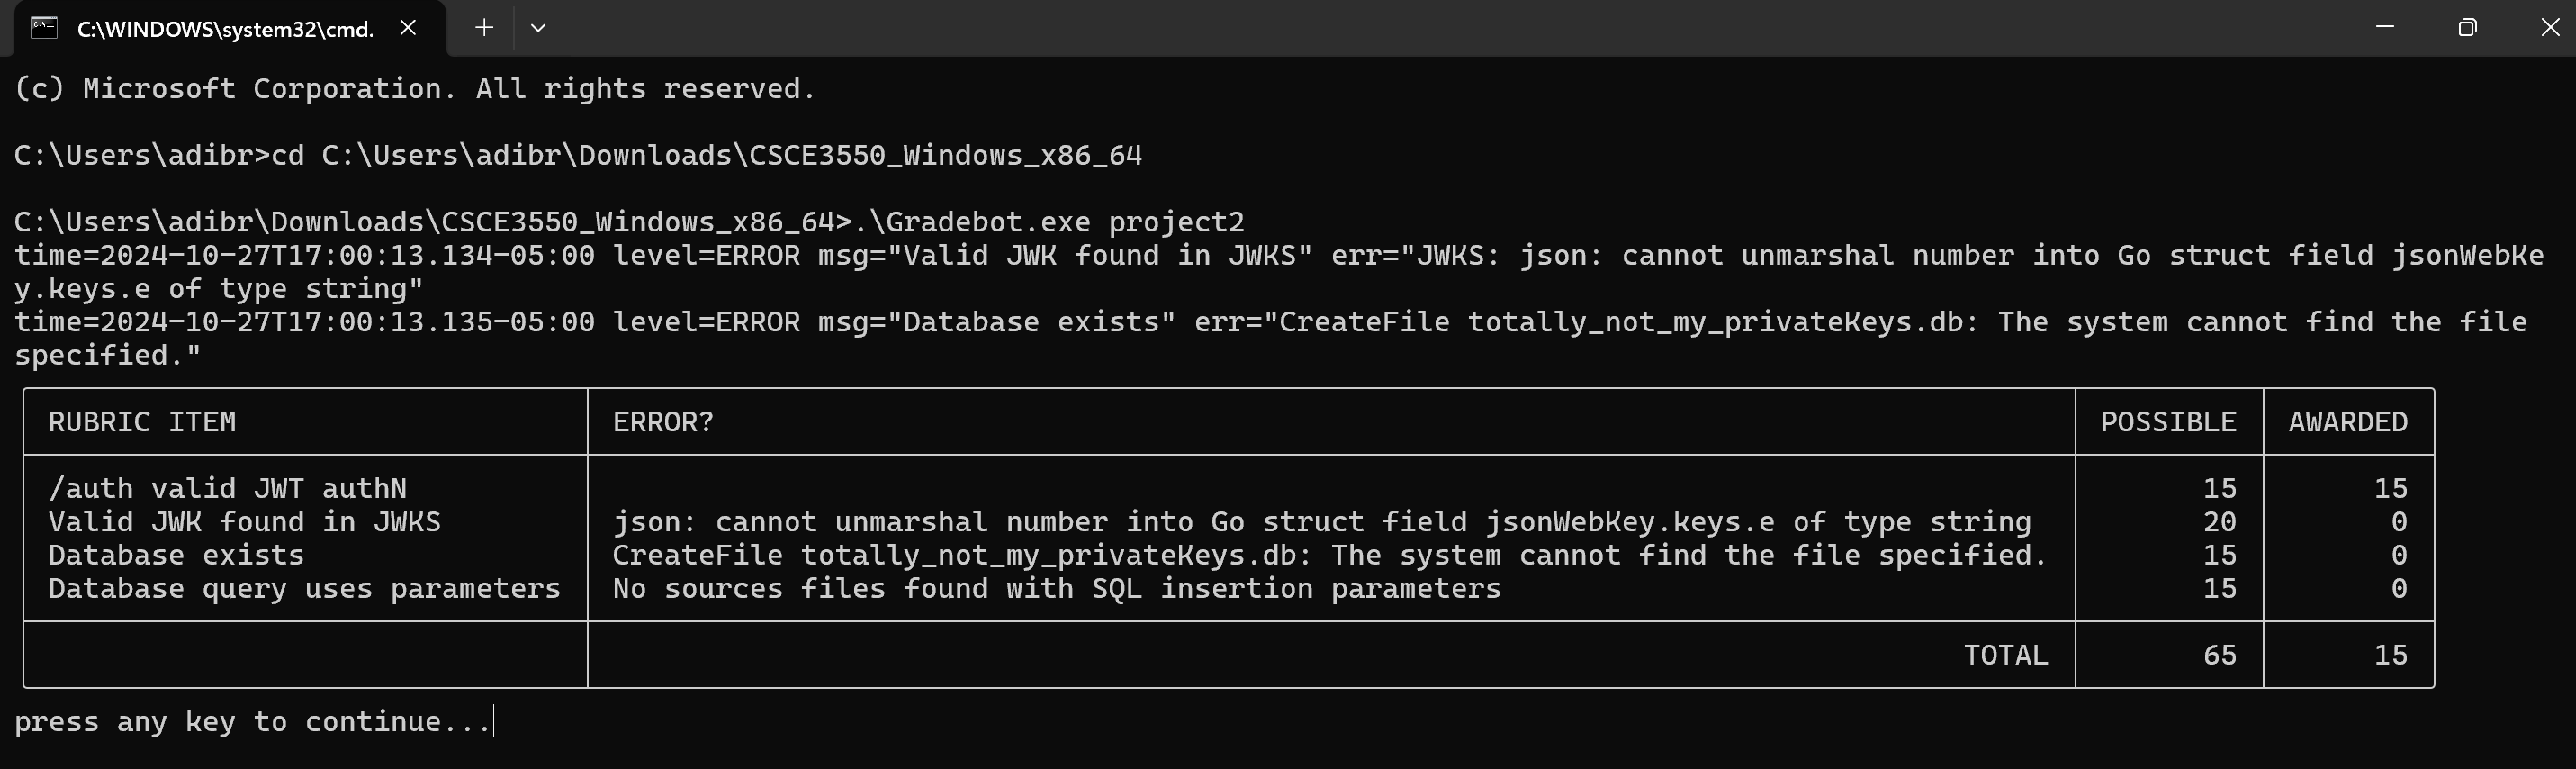 C:\WINDOWS\system32\cmd.
(c) Microsoft Corporation. All rights reserved.
C:\Users\adibr>cd C:\Users\adibr\Downloads\CSCE3550_Windows_x86_64
C:\Users\adibr\Downloads\CSCE3550_Windows_x86_64>.\Gradebot.exe project2
time=2024-10-27T17:00:13.134-05:00 level=ERROR msg="Valid JWK found in JWKS" err="JWKS: json: cannot unmarshal number into Go struct field jsonWebKe
y.keys.e of type string"
time=2024-10-27T17:00:13.135-05:00 level=ERROR msg="Database exists" err="CreateFile totally_not_my_privateKeys.db: The system cannot find the file
specified."
RUBRIC ITEM ERROR? POSSIBLE AWARDED
/auth valid JWT authN 15 15
Valid JWK found in JWKS json: cannot unmarshal number into Go struct field jsonWebKey.keys.e of type string 20 0
Database exists CreateFile totally_not_my_privateKeys.db: The system cannot find the file specified. 15 0
Database query uses parameters No sources files found with SQL insertion parameters 15 0
TOTAL 65 15
press any key to continue...